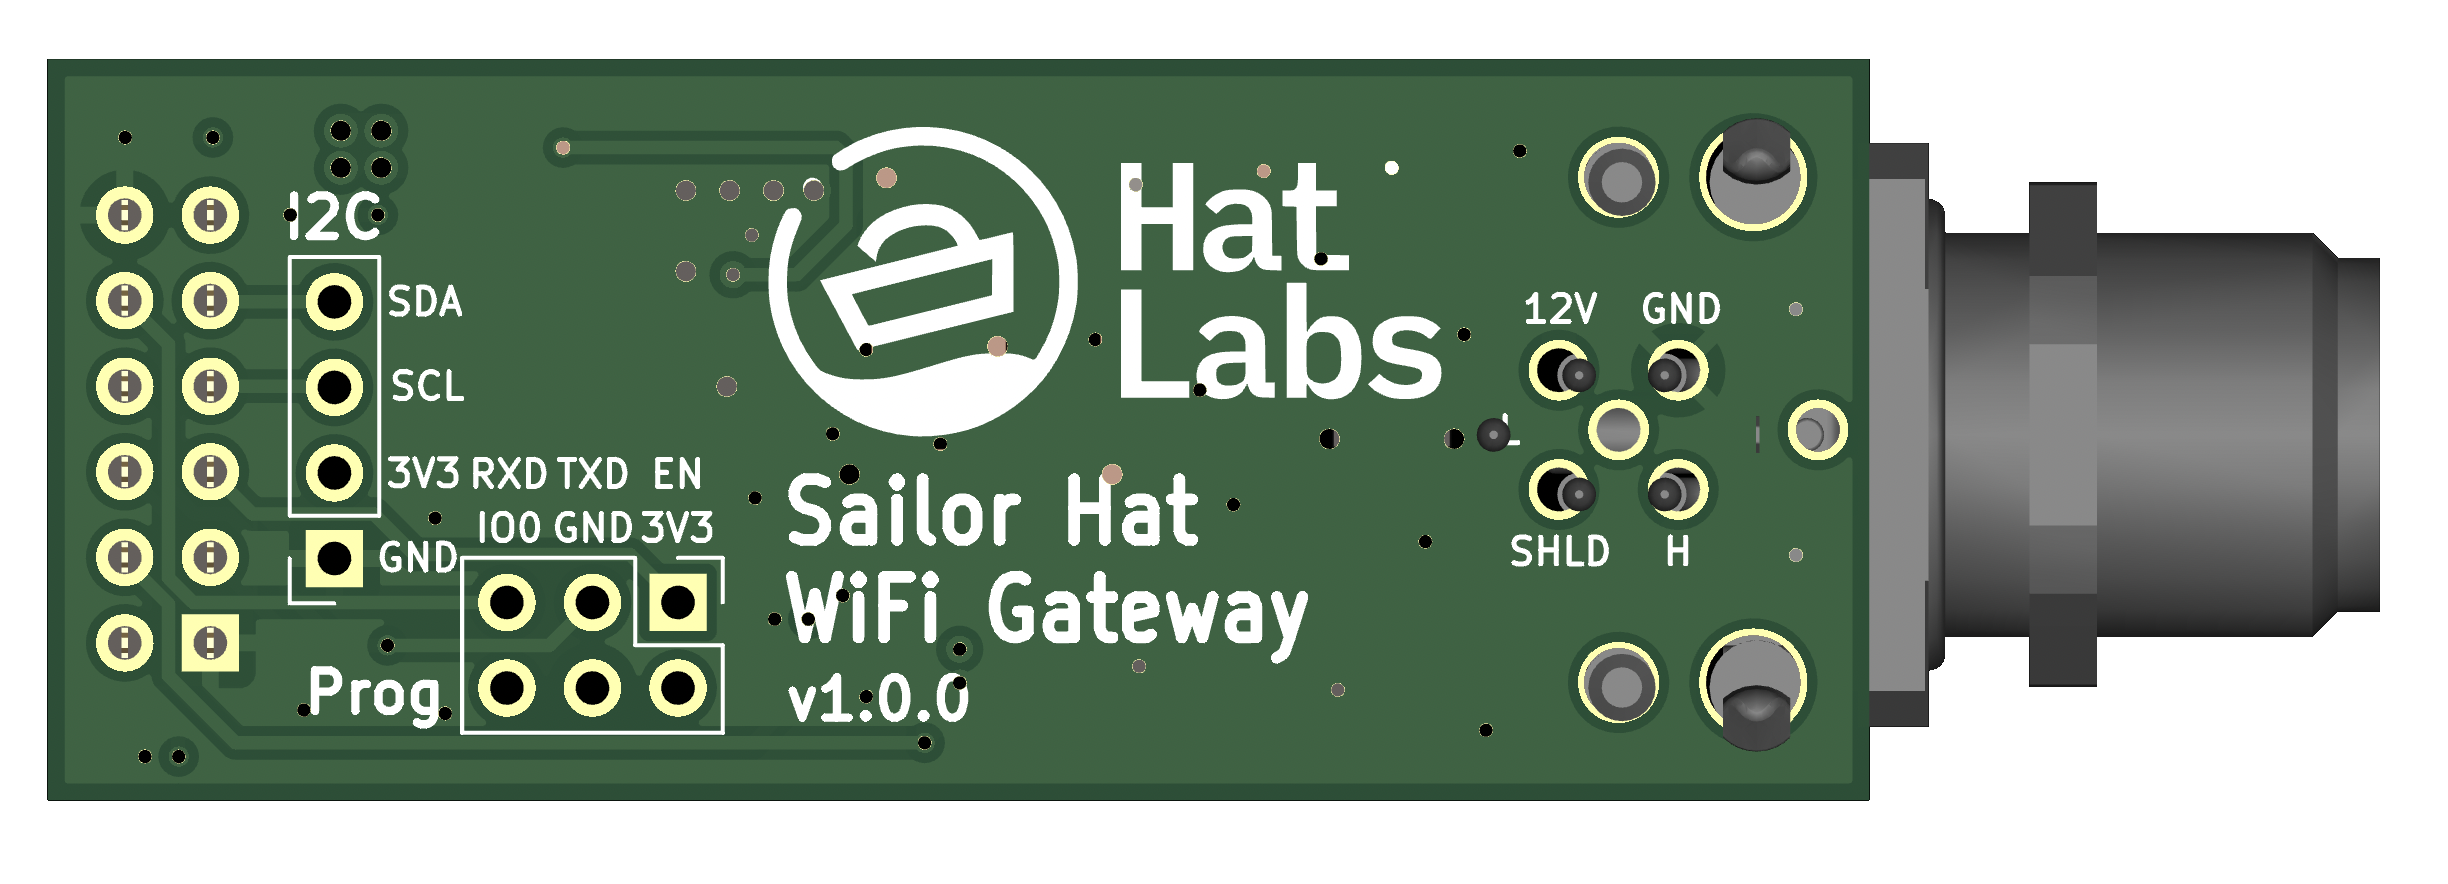 Hat
Labs
I2C
SDA
SCL
3V3 RXD TXD EN
IO0 GND 3V3
GND
Prog
Sailor Hat
WiFi Gateway
v1.0.0
12V GND
L
SHLD H